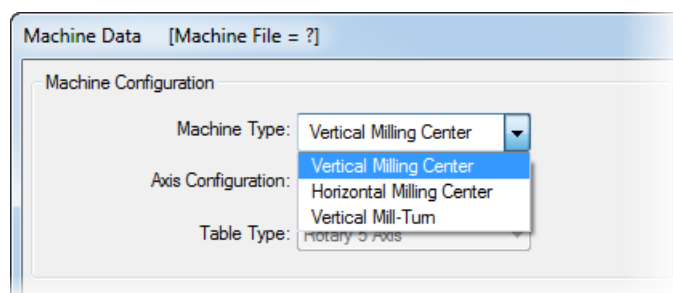 Machine Data [Machine File = ?]
Machine Configuration
Machine Type: Vertical Milling Center
Vertical Milling Center
Axis Configuration:
Horizontal Milling Center
Vertical Mill-Turn
Table Type: Rotary 5 Axis